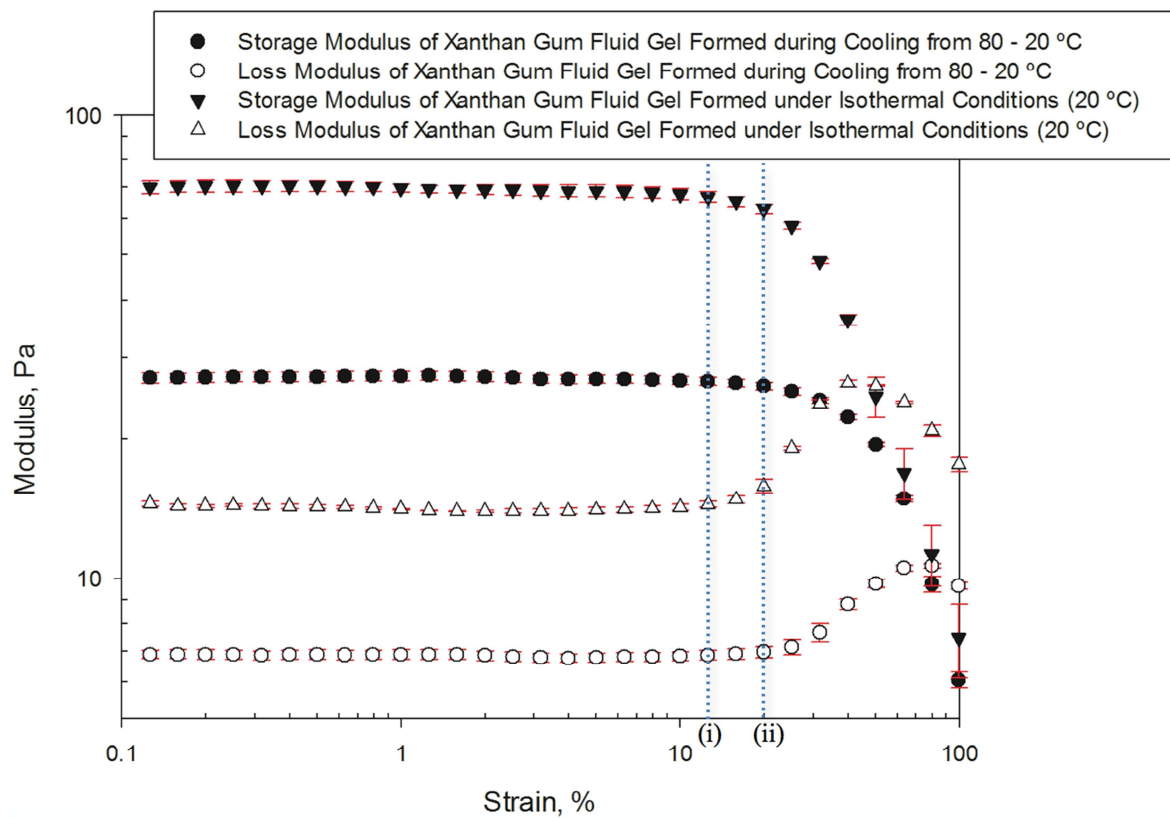 Storage Modulus of Xanthan Gum Fluid Gel Formed during Cooling from 80 - 20 ºC
Loss Modulus of Xanthan Gum Fluid Gel Formed during Cooling from 80 - 20 ºC
Storage Modulus of Xanthan Gum Fluid Gel Formed under Isothermal Conditions (20 ºC)
Loss Modulus of Xanthan Gum Fluid Gel Formed under Isothermal Conditions (20 ºC)
100
Modulus, Pa
10
(i)
(ii)
0.1
1
10
100
Strain, %